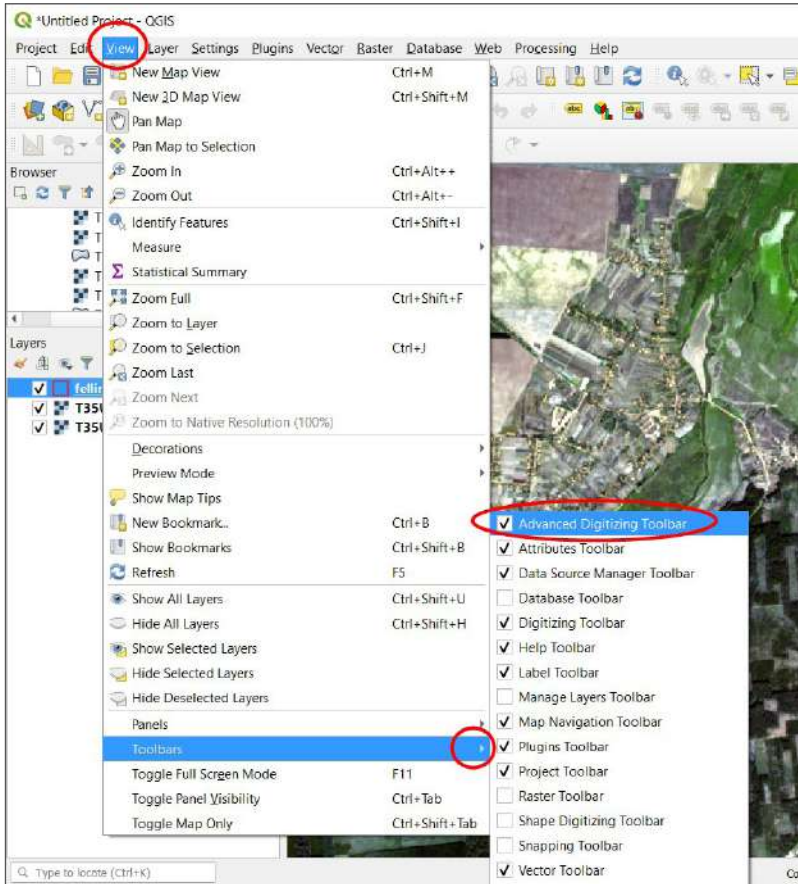 *Untitled Project - QGIS
Project Edit View Layer Settings Plugins Vector Raster Database Web Processing Help
New Map View Ctrl+M
New 3D Map View Ctrl+Shift+M
Pan Map
Pan Map to Selection
Zoom In Ctrl+Alt++
Zoom Out Ctrl+Alt+-
Identify Features Ctrl+Shift+I
Measure
Statistical Summary
Zoom Full Ctrl+Shift+F
Zoom to Layer
Zoom to Selection Ctrl+J
Zoom Last
Zoom Next
Zoom to Native Resolution (100%)
Decorations
Preview Mode
Show Map Tips
New Bookmark... Ctrl+B
Show Bookmarks Ctrl+Shift+B
Refresh F5
Show All Layers Ctrl+Shift+U
Hide All Layers Ctrl+Shift+H
Show Selected Layers
Hide Selected Layers
Hide Deselected Layers
Panels
Toolbars
Toggle Full Screen Mode F11
Toggle Panel Visibility Ctrl+Tab
Toggle Map Only Ctrl+Shift+Tab
Advanced Digitizing Toolbar
Attributes Toolbar
Data Source Manager Toolbar
Database Toolbar
Digitizing Toolbar
Help Toolbar
Label Toolbar
Manage Layers Toolbar
Map Navigation Toolbar
Plugins Toolbar
Project Toolbar
Raster Toolbar
Shape Digitizing Toolbar
Snapping Toolbar
Vector Toolbar
Browser
T
T
T
T
T
Layers
fellin
T35U
T35U
Type to locate (Ctrl+K)
Co